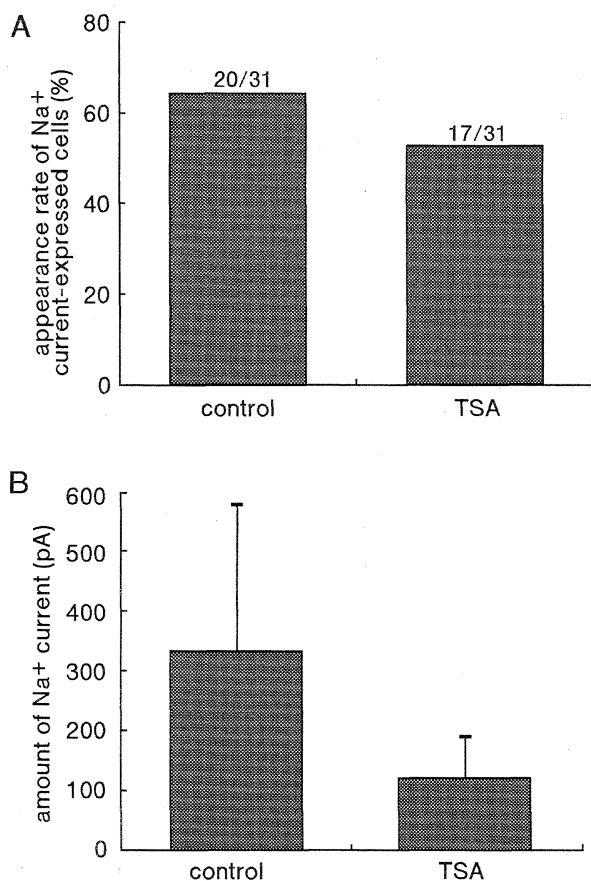 A
appearance rate of Na+
current-expressed cells (%)
80
60
40
20
0
20/31
17/31
control
TSA
B
amount of Na+ current (pA)
600
500
400
300
200
100
0
control
TSA